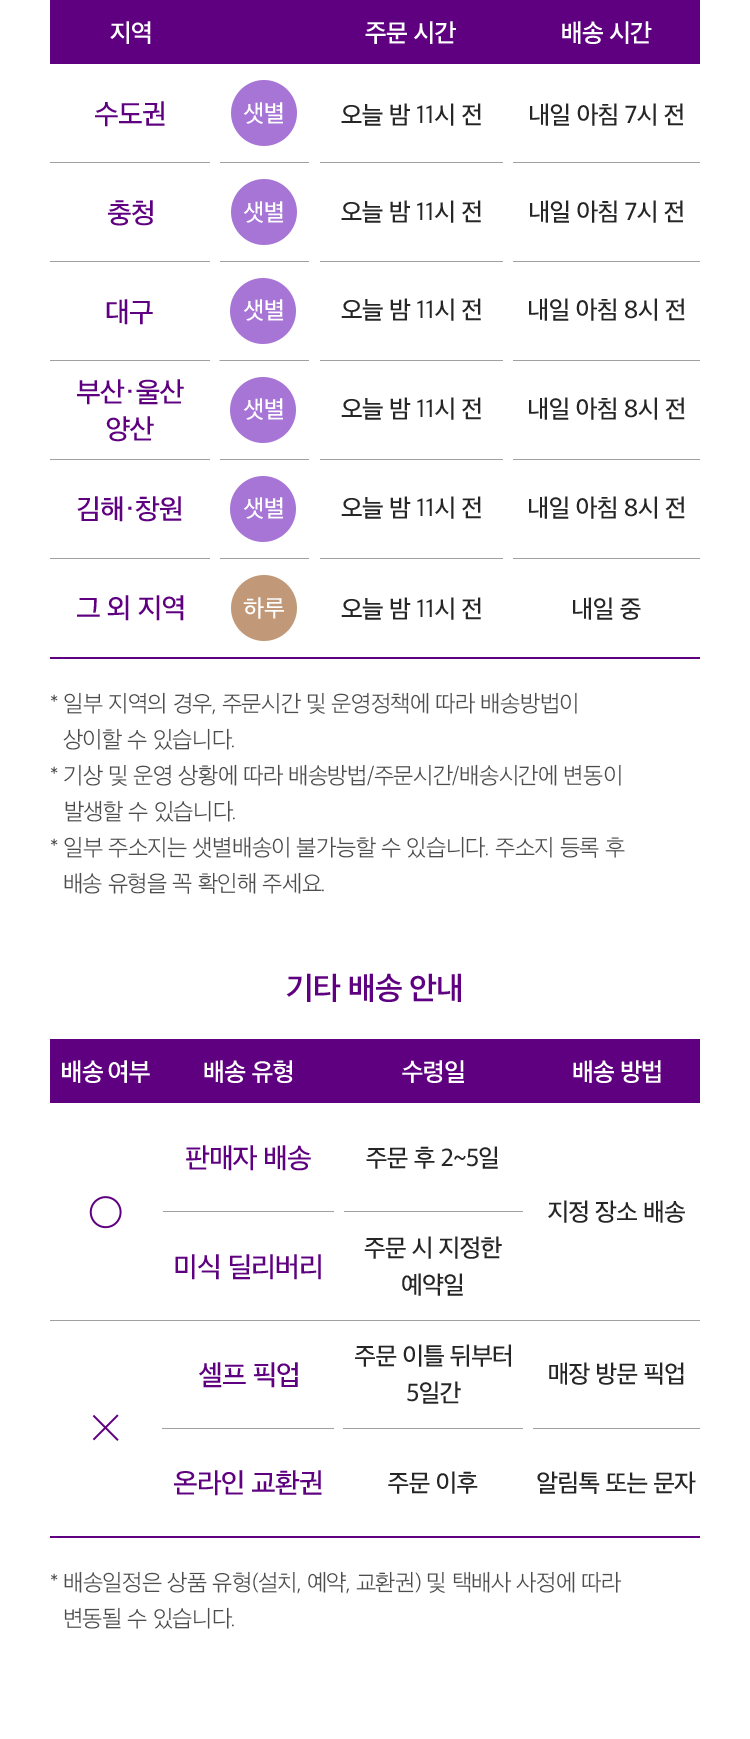 지역 주문 시간 배송 시간
수도권 샛별 오늘 밤 11시 전 내일 아침 7시 전
충청 샛별 오늘 밤 11시 전 내일 아침 7시 전
대구 샛별 오늘 밤 11시 전 내일 아침 8시 전
부산·울산
양산 샛별 오늘 밤 11시 전 내일 아침 8시 전
김해·창원 샛별 오늘 밤 11시 전 내일 아침 8시 전
그 외 지역 하루 오늘 밤 11시 전 내일 중
* 일부 지역의 경우, 주문시간 및 운영정책에 따라 배송방법이
상이할 수 있습니다.
* 기상 및 운영 상황에 따라 배송방법/주문시간/배송시간에 변동이
발생할 수 있습니다.
* 일부 주소지는 샛별배송이 불가능할 수 있습니다. 주소지 등록 후
배송 유형을 꼭 확인해 주세요.
기타 배송 안내
배송 여부 배송 유형 수령일 배송 방법
판매자 배송 주문 후 2~5일
지정 장소 배송
미식 딜리버리 주문 시 지정한
예약일
셀프 픽업 주문 이틀 뒤부터
5일간 매장 방문 픽업
온라인 교환권 주문 이후 알림톡 또는 문자
* 배송일정은 상품 유형(설치, 예약, 교환권) 및 택배사 사정에 따라
변동될 수 있습니다.